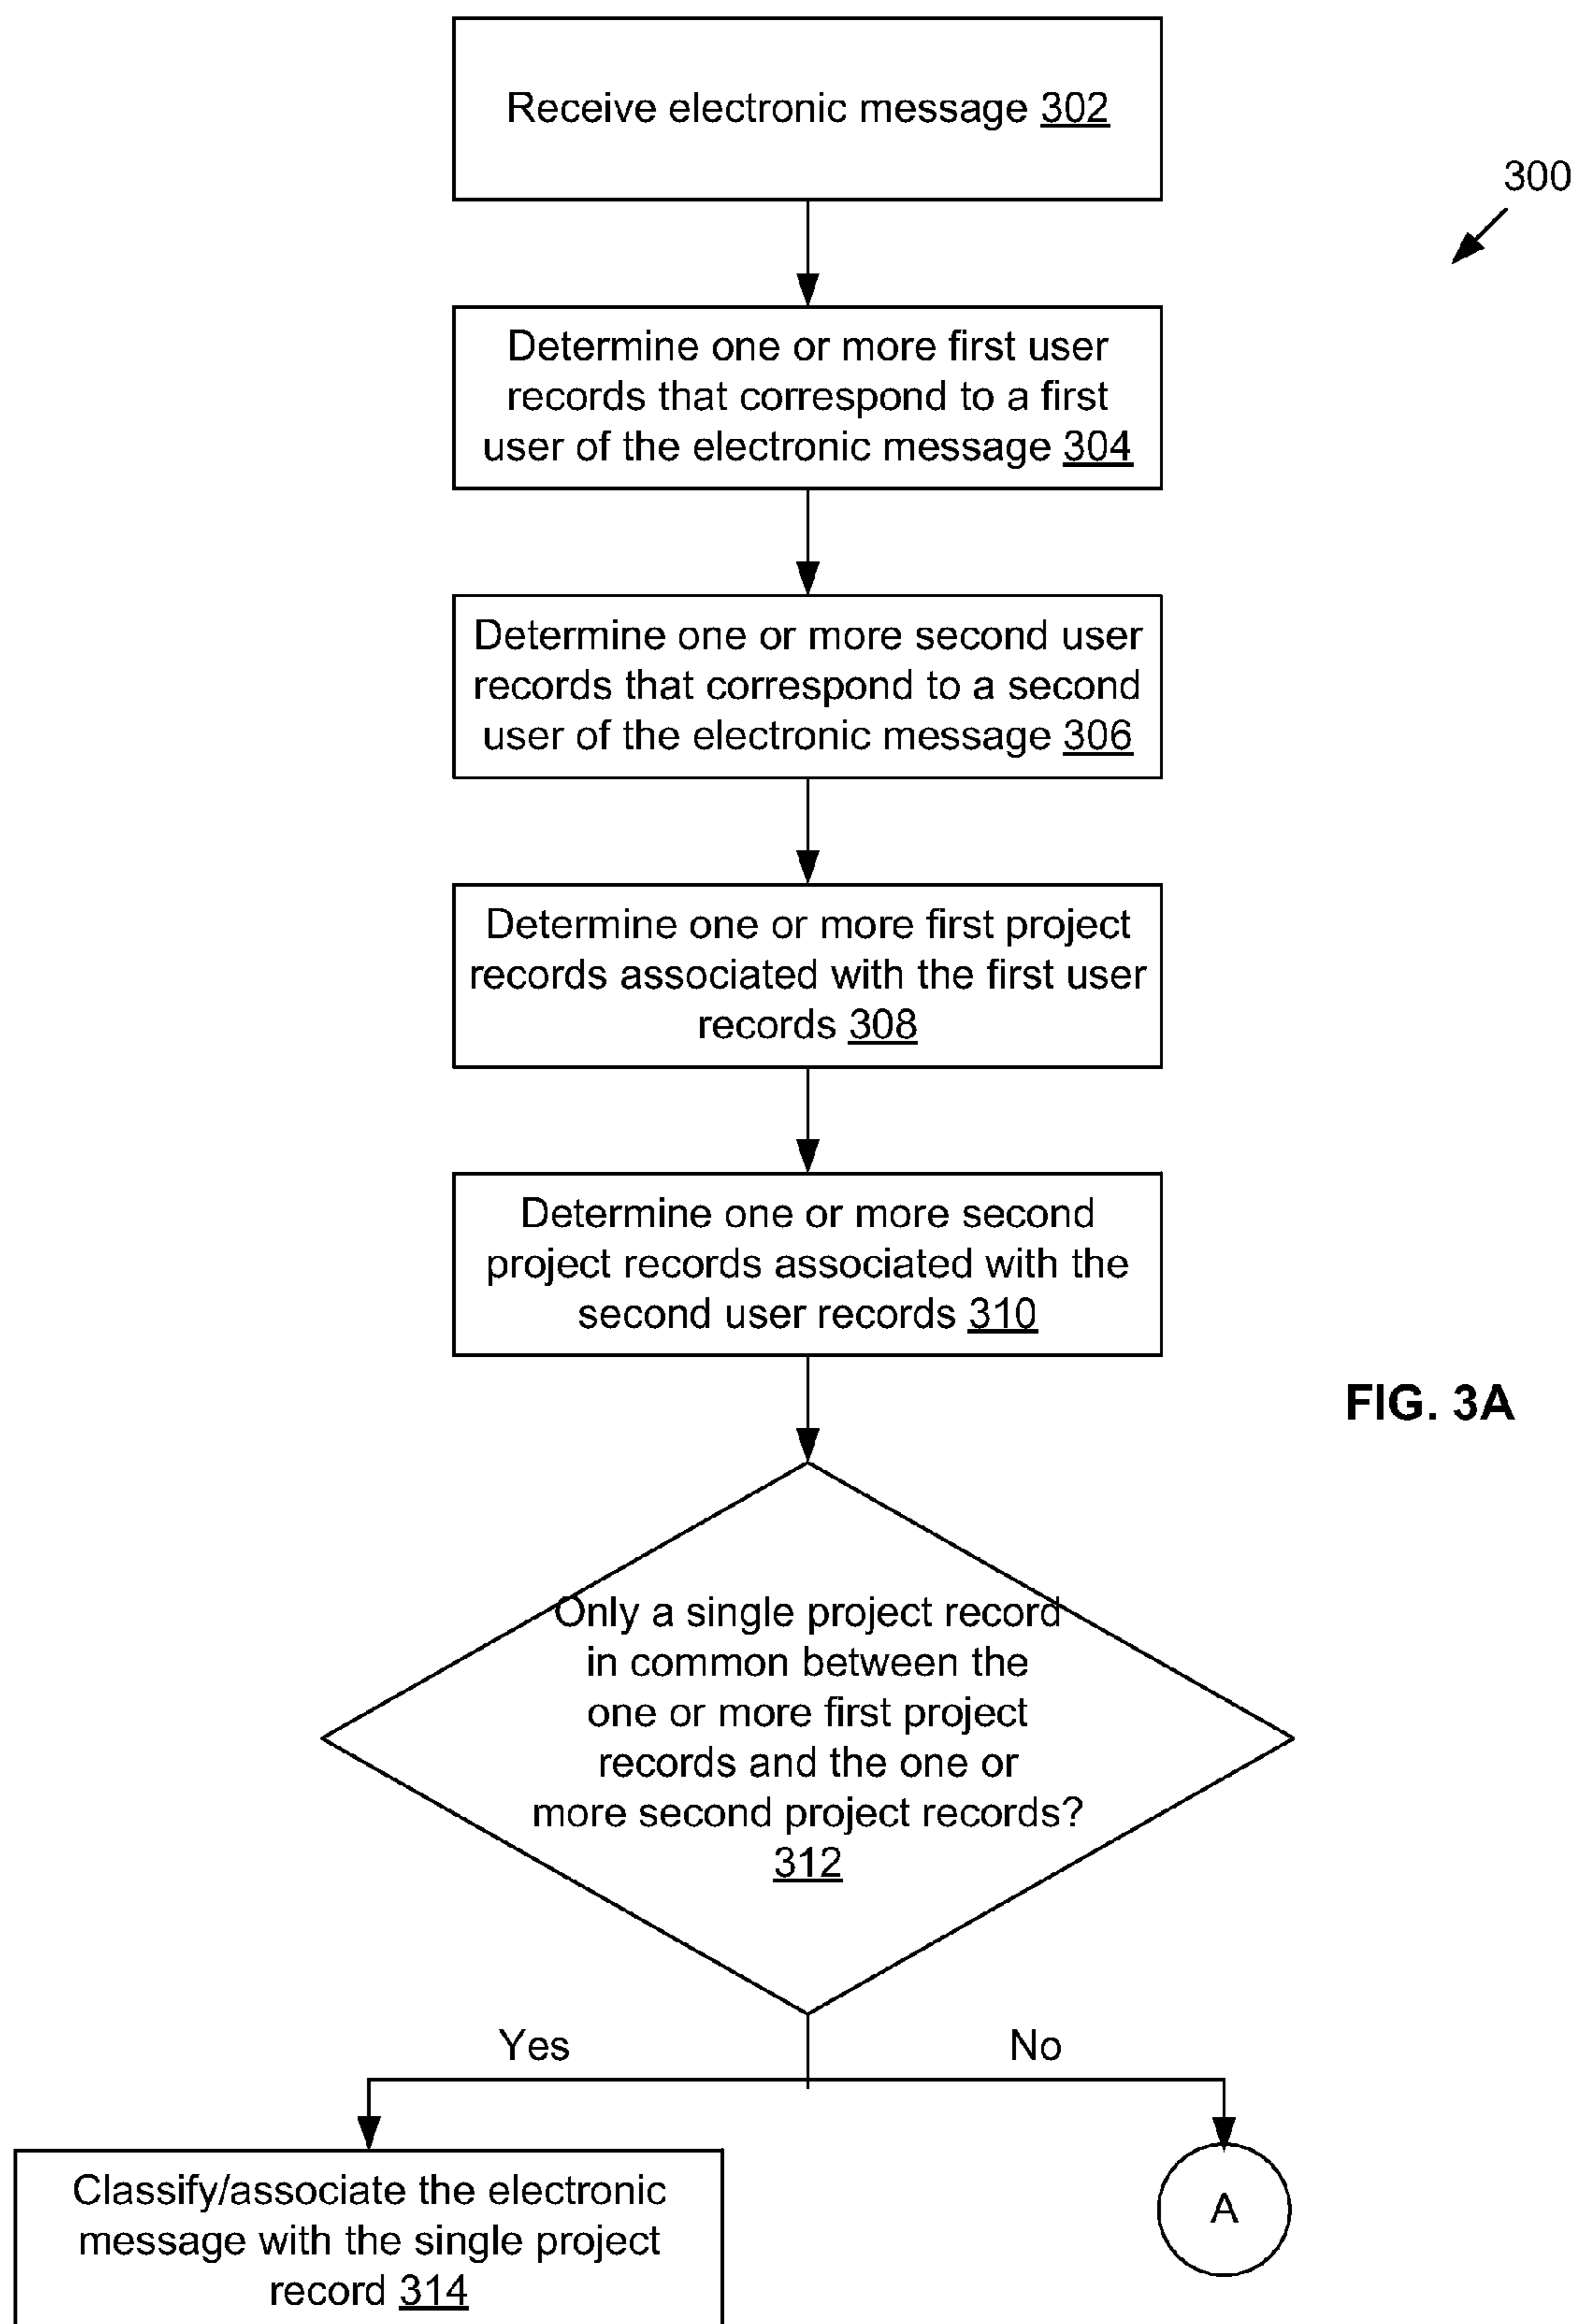 Receive electronic message 302
300
Determine one or more first user
records that correspond to a first
user of the electronic message 304
Determine one or more second user
records that correspond to a second
user of the electronic message 306
Determine one or more first project
records associated with the first user
records 308
Determine one or more second
project records associated with the
second user records 310
FIG. 3A
Only a single project record
in common between the
one or more first project
records and the one or
more second project records?
312
Yes
No
Classify/associate the electronic
message with the single project
record 314
A